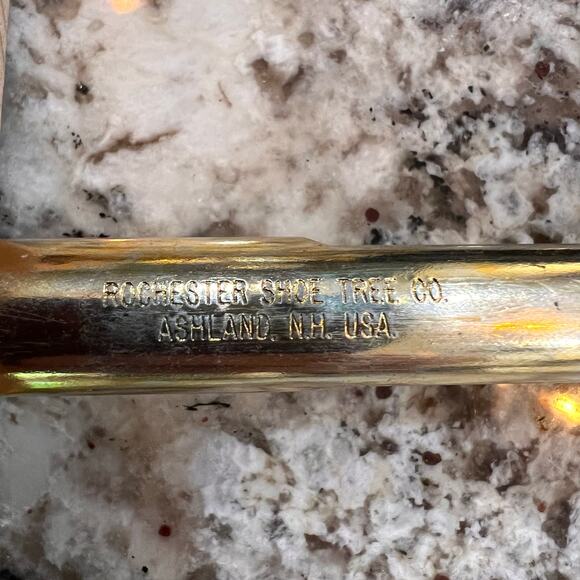 ROCHESTER SHOE TREE CO.
ASHLAND, N.H. USA.